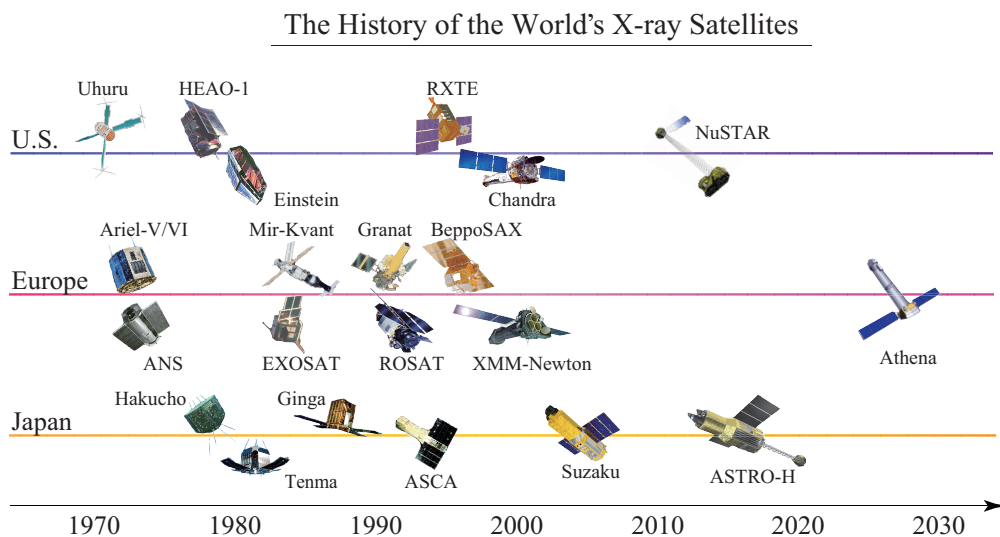 The History of the World's X-ray Satellites
Uhuru HEAO-1 RXTE
U.S. NuSTAR
Einstein Chandra
Ariel-V/VI Mir-Kvant Granat BeppoSAX
Europe
ANS EXOSAT ROSAT XMM-Newton Athena
Hakucho Ginga
Japan
Tenma ASCA Suzaku ASTRO-H
1970 1980 1990 2000 2010 2020 2030